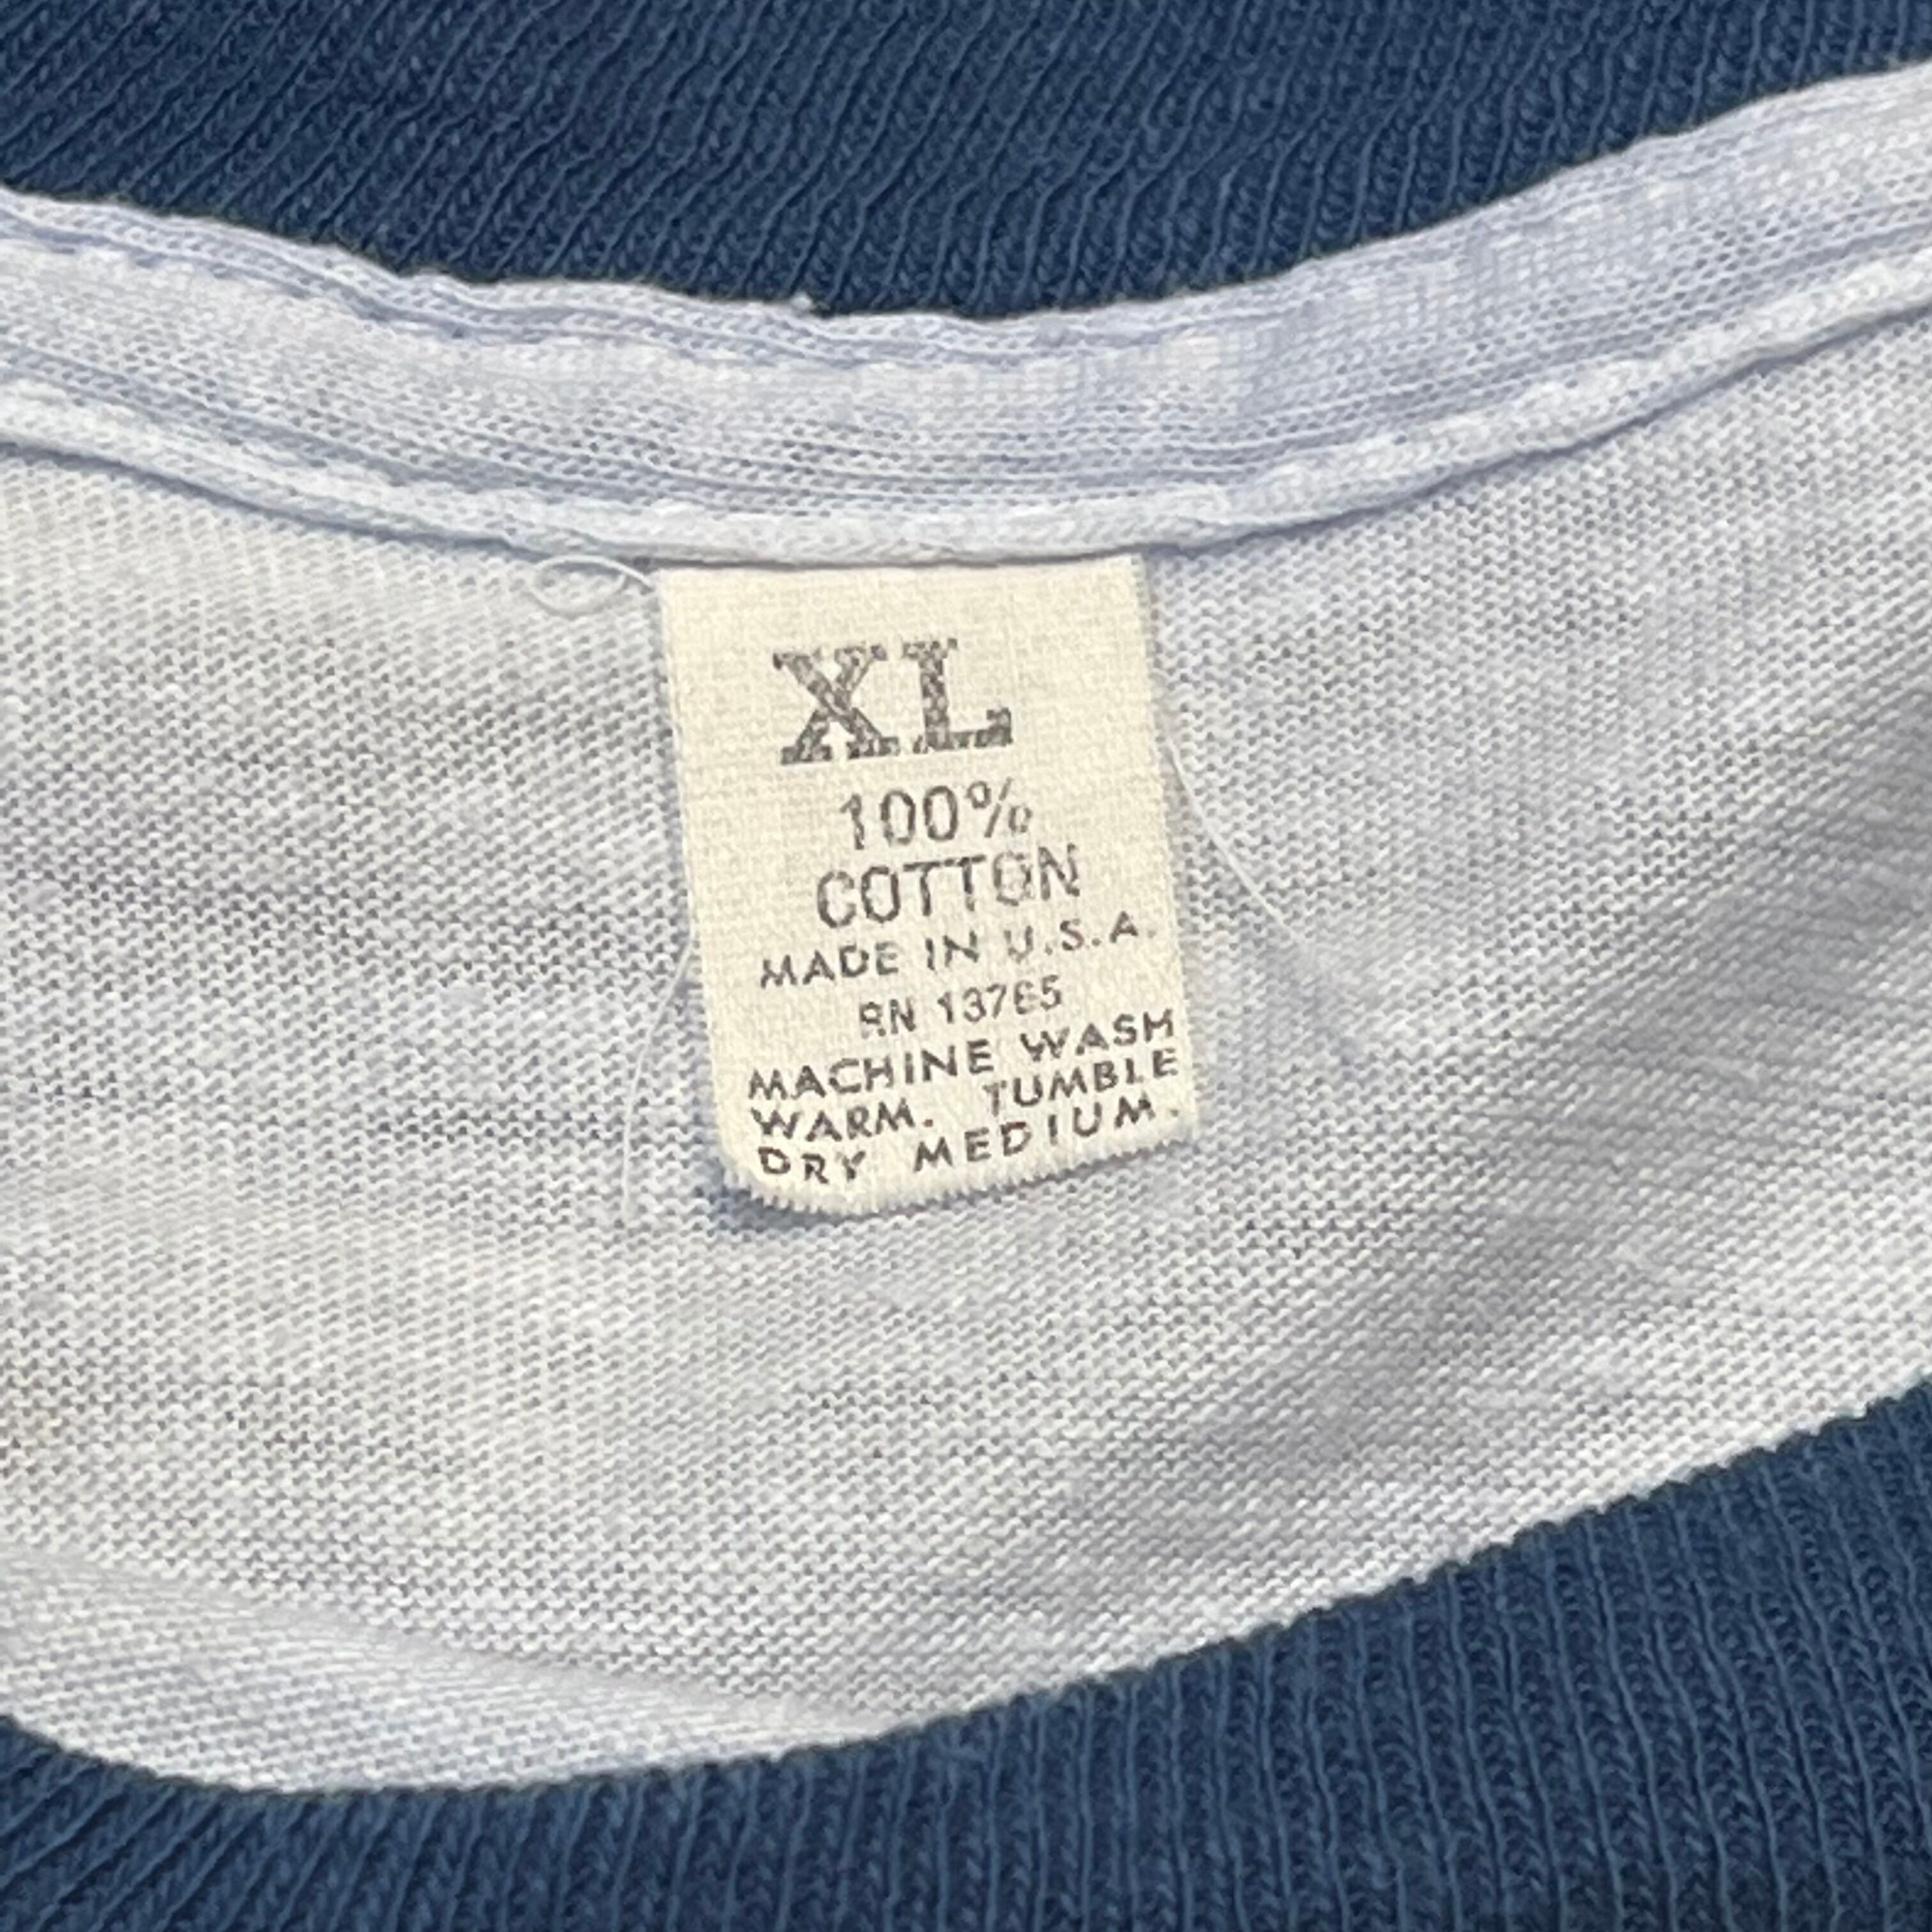 XL
100%
COTTON
MADE IN U.S.A.
RN 13765
MACHINE WASH
WARM. TUMBLE
DRY MEDIUM.